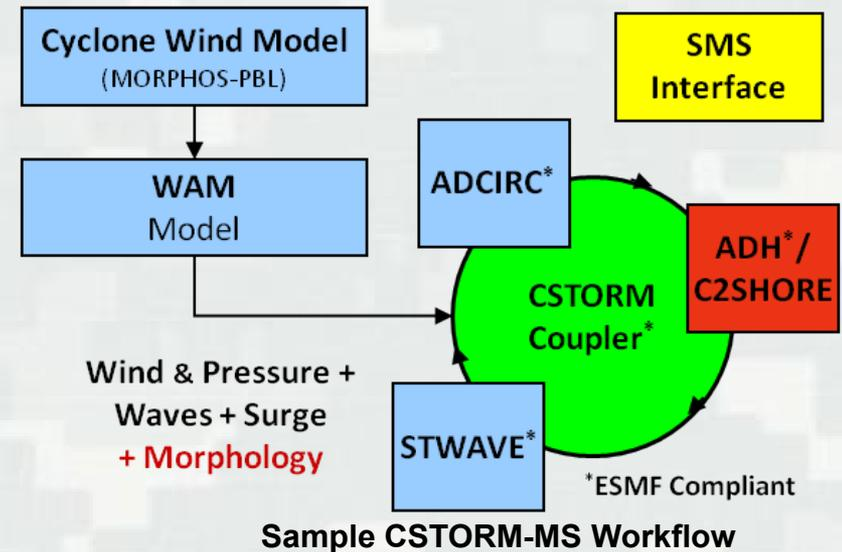 Cyclone Wind Model
(MORPHOS-PBL)
SMS
Interface
WAM
Model
ADCIRC*
ADH*/
C2SHORE
CSTORM
Coupler*
Wind & Pressure +
Waves + Surge
+ Morphology
STWAVE*
*ESMF Compliant
Sample CSTORM-MS Workflow